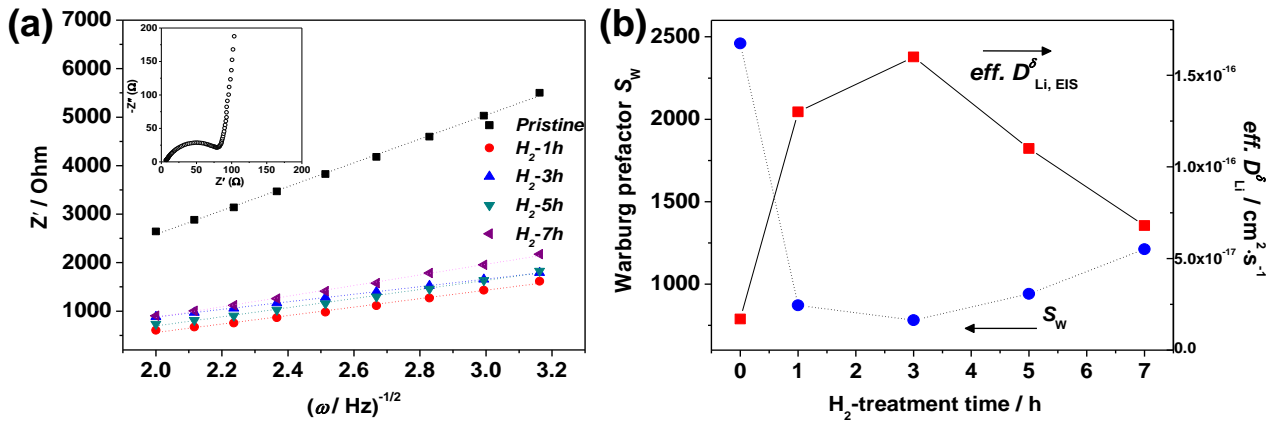 (a)
7000
6000
5000
4000
3000
2000
1000
Z′ / Ohm
2.0 2.2 2.4 2.6 2.8 3.0 3.2
(ω / Hz)^-1/2
200
150
100
50
0
-Z″ (Ω)
0 50 100 150 200
Z′ (Ω)
Pristine
H₂-1h
H₂-3h
H₂-5h
H₂-7h
(b)
2500
2000
1500
1000
Warburg prefactor S_W
0 1 2 3 4 5 6 7
H₂-treatment time / h
eff. D^δ_Li, EIS
S_W
1.5x10⁻¹⁶
1.0x10⁻¹⁶
5.0x10⁻¹⁷
0.0
eff. D^δ_Li / cm²·s⁻¹